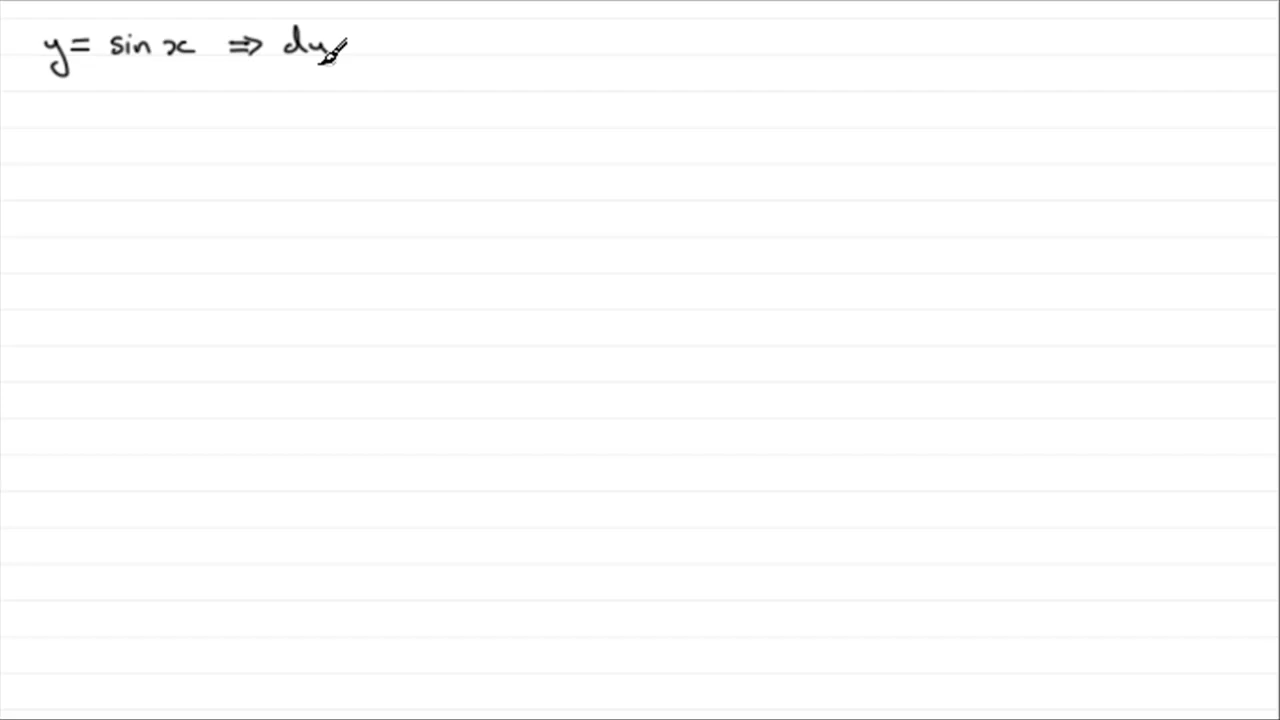 y = sin x ⇒ dy